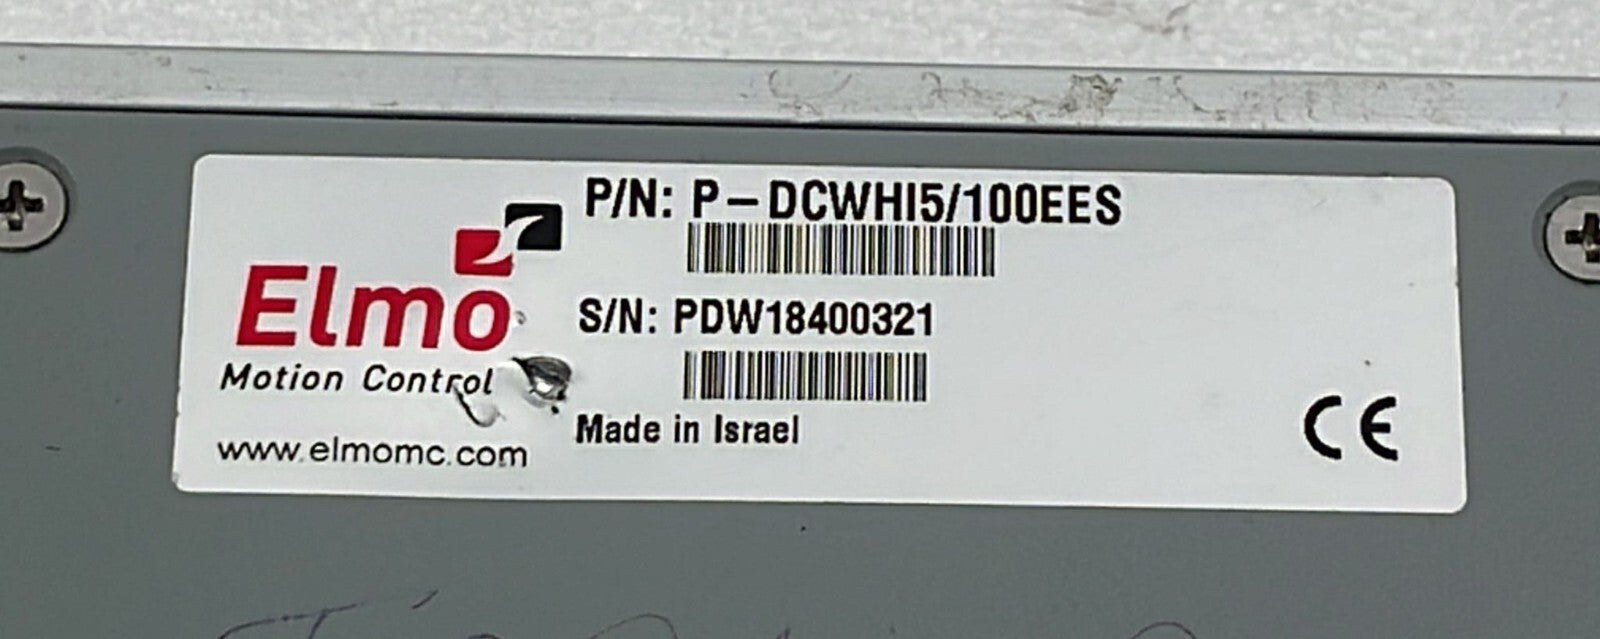 P/N: P-DCWHI5/100EES
Elmo
Motion Control
www.elmomc.com
S/N: PDW18400321
Made in Israel
CE